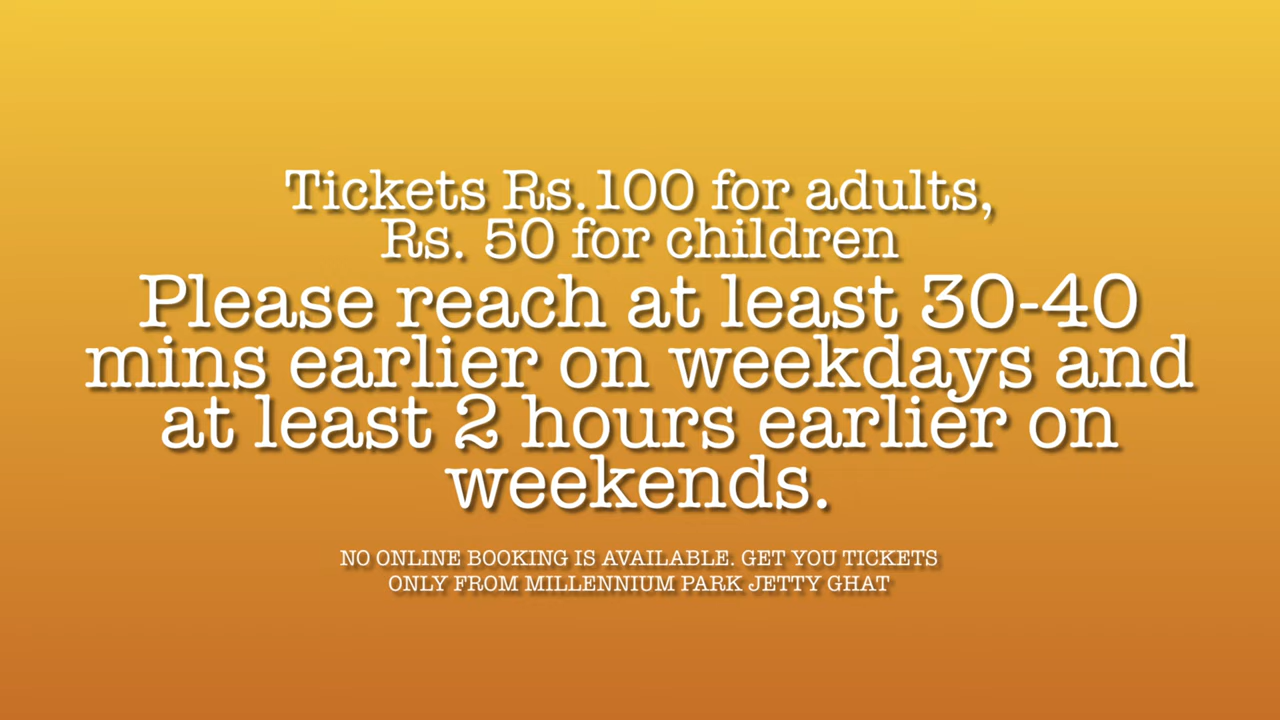 Tickets Rs.100 for adults,
Rs. 50 for children
Please reach at least 30-40
mins earlier on weekdays and
at least 2 hours earlier on
weekends.
NO ONLINE BOOKING IS AVAILABLE. GET YOU TICKETS
ONLY FROM MILLENNIUM PARK JETTY GHAT